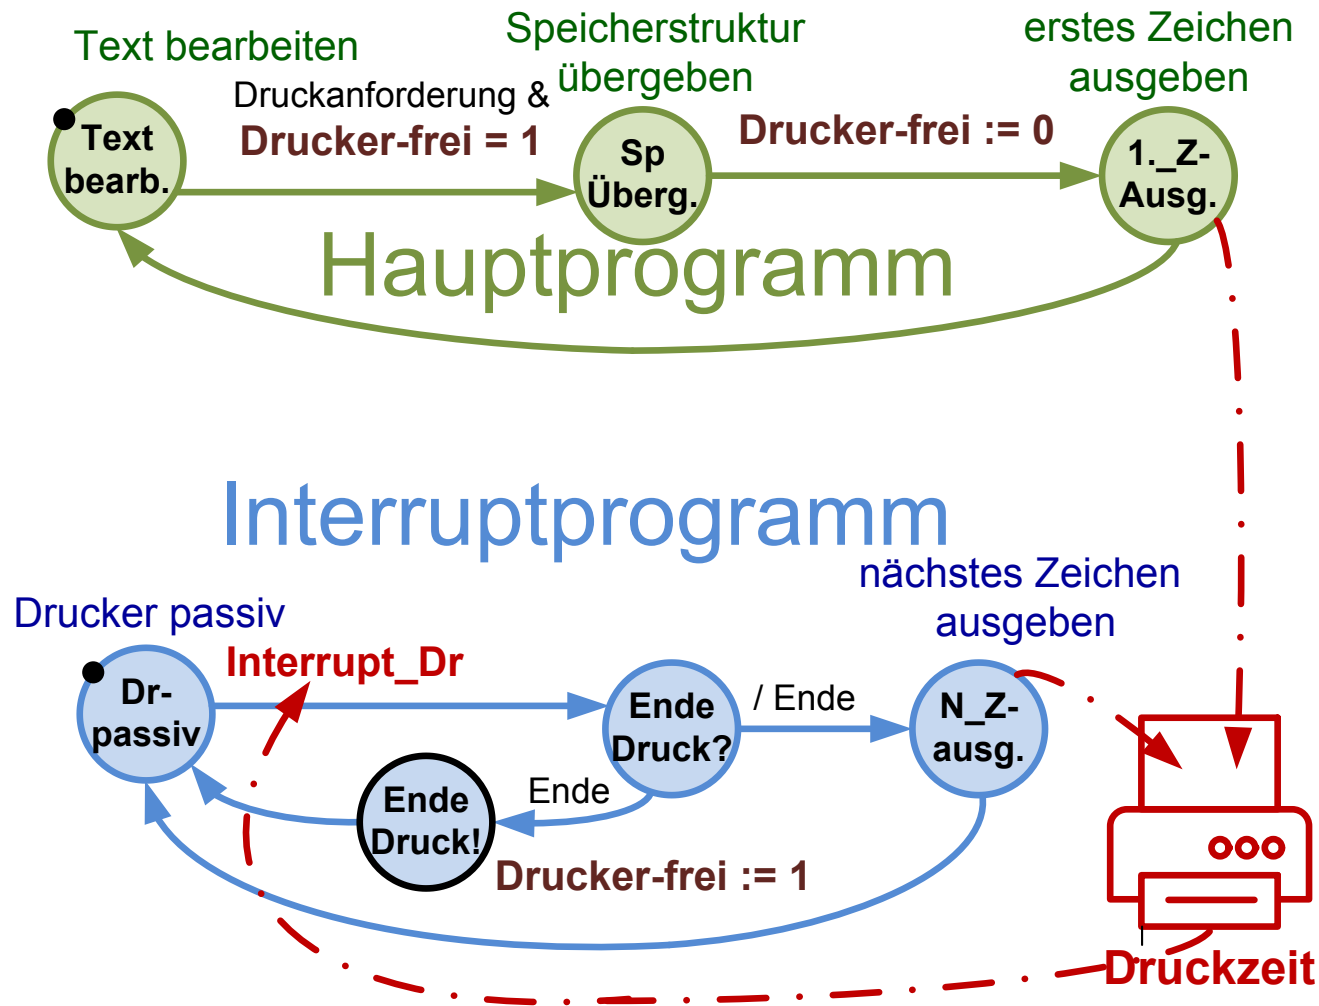 Text bearbeiten
Speicherstruktur
übergeben
erstes Zeichen
ausgeben
Druckanforderung &
Drucker-frei = 1
Drucker-frei := 0
Text
bearb.
Sp
Überg.
1._Z-
Ausg.
Hauptprogramm
Interruptprogramm
Drucker passiv
nächstes Zeichen
ausgeben
Interrupt_Dr
Dr-
passiv
Ende
Druck?
/ Ende
N_Z-
ausg.
Ende
Druck!
Ende
Drucker-frei := 1
Druckzeit